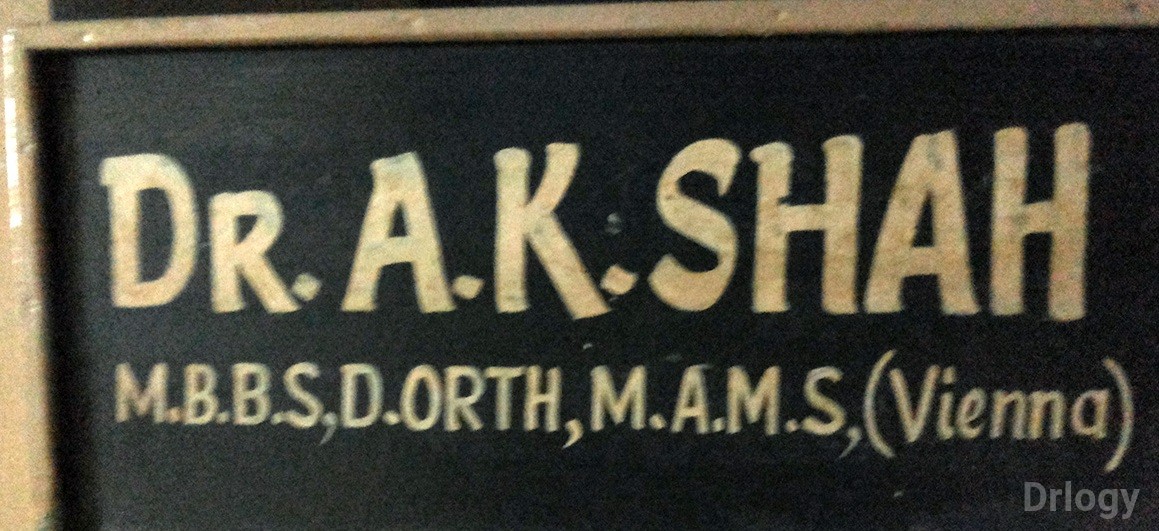 DR. A.K. SHAH
M.B.B.S, D.ORTH, M.A.M.S, (Vienna)
Drlogy